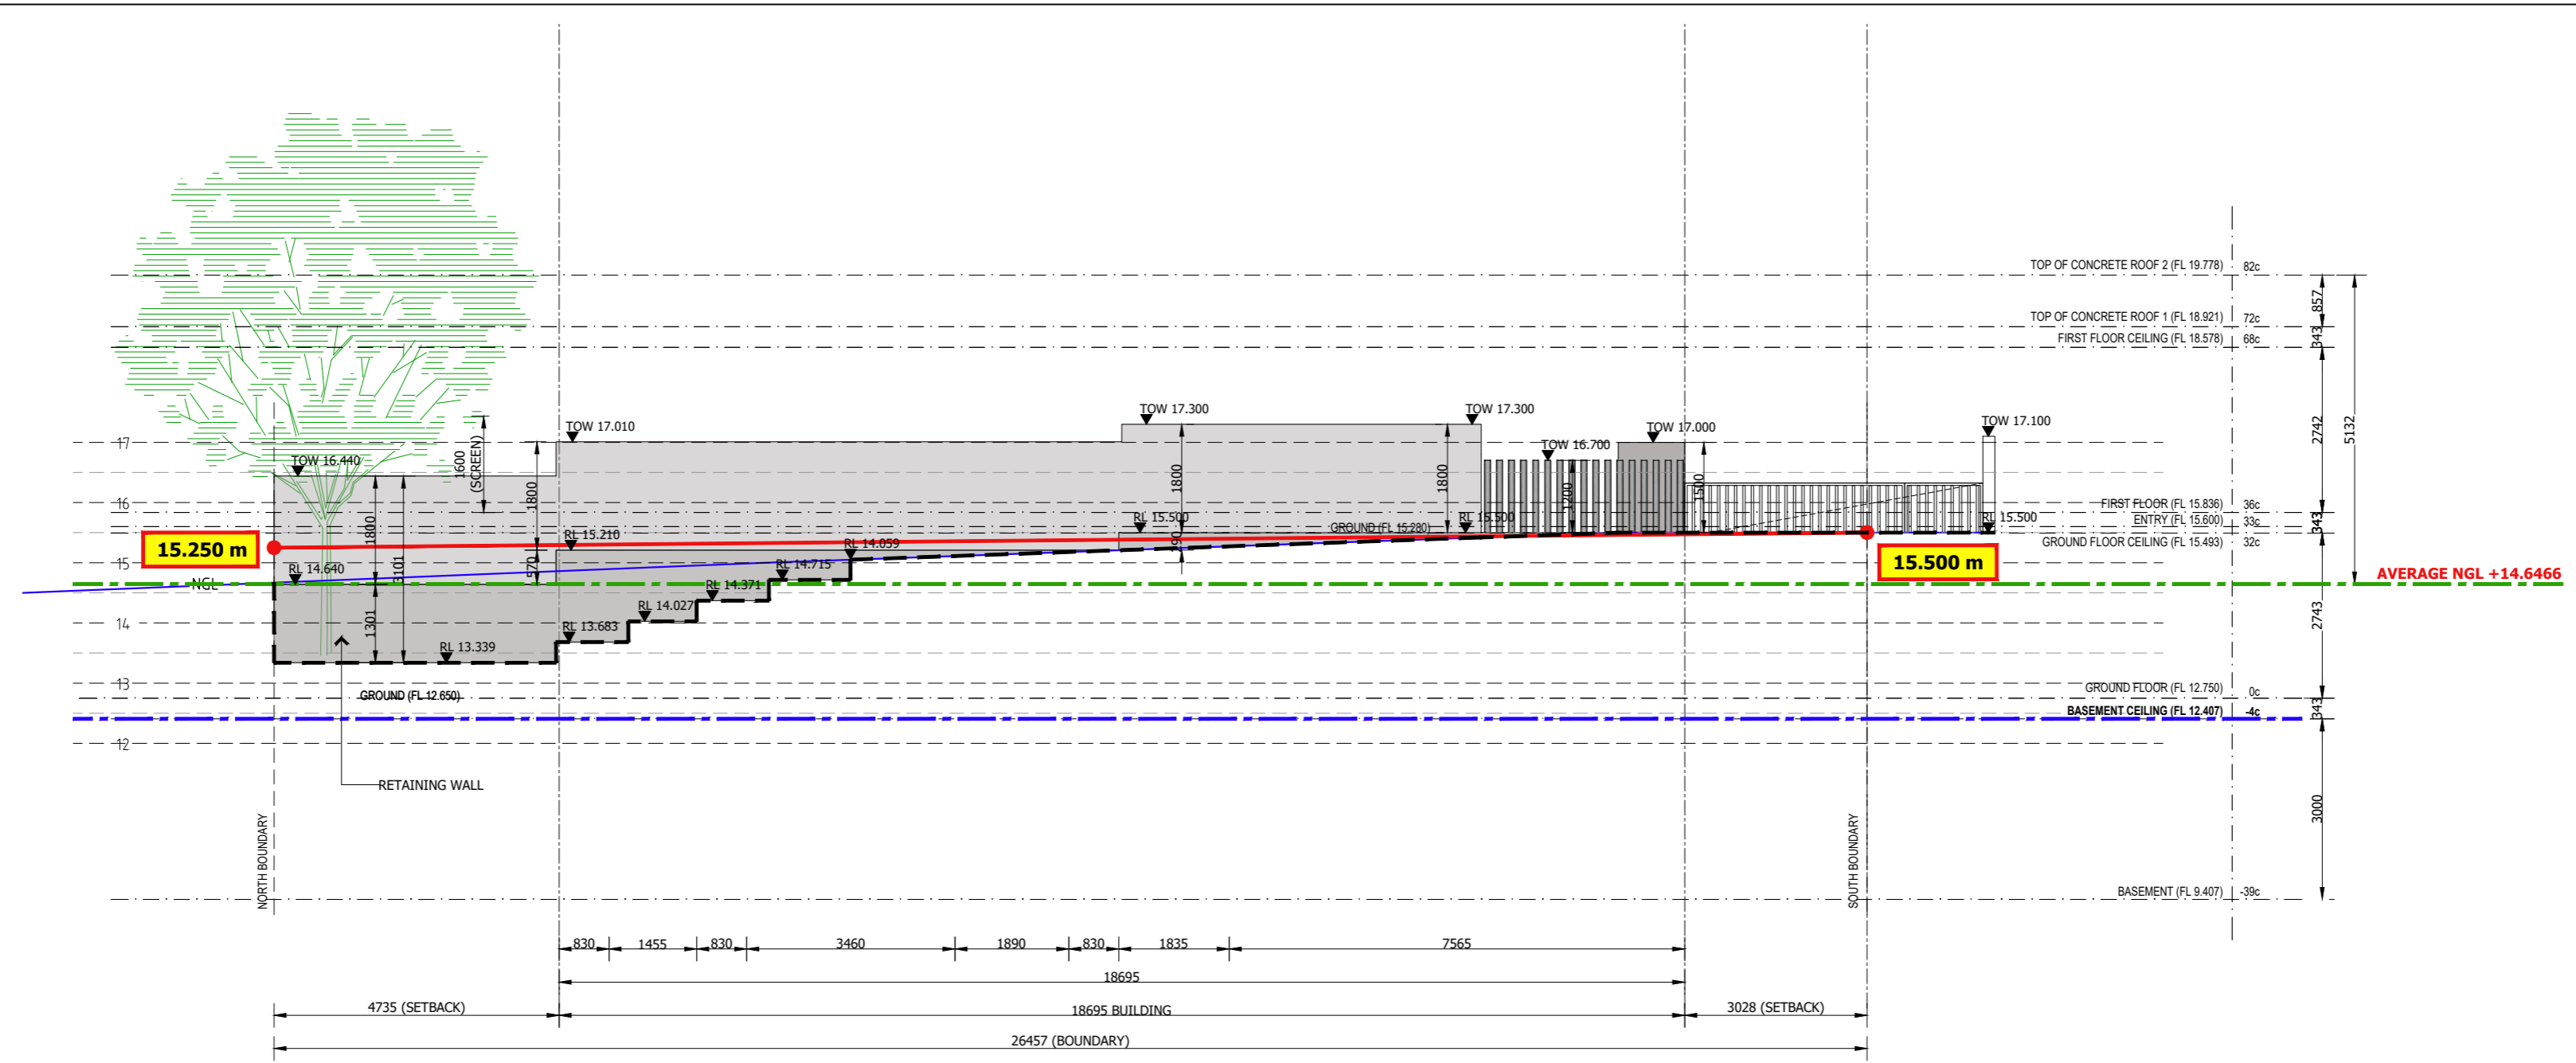 TOP OF CONCRETE ROOF 2 (FL 19.778) 82c
857
TOP OF CONCRETE ROOF 1 (FL 18.921) 72c
343
FIRST FLOOR CEILING (FL 18.578) 68c
2742
5132
TOW 17.300
TOW 17.300
TOW 17.010
TOW 17.000
TOW 17.100
TOW 16.700
TOW 16.440
1600
(SCREEN)
17
1800
1800
1800
1800
1200
1500
16
FIRST FLOOR (FL 15.836) 36c
ENTRY (FL 15.600) 33c
343
GROUND FLOOR CEILING (FL 15.493) 32c
RL 15.500
GROUND (FL 15.280)
RL 15.500
RL 15.500
RL 15.210
290
15.250 m
15.500 m
RL 14.059
15
570
3101
RL 14.715
RL 14.640
NGL
AVERAGE NGL +14.6466
RL 14.371
RL 14.027
14
1301
2743
RL 13.683
RL 13.339
13
GROUND (FL 12.650)
GROUND FLOOR (FL 12.750) 0c
BASEMENT CEILING (FL 12.407) -4c
343
12
RETAINING WALL
3000
NORTH BOUNDARY
SOUTH BOUNDARY
BASEMENT (FL 9.407) -39c
830 1455 830 3460 1890 830 1835 7565
18695
4735 (SETBACK) 18695 BUILDING 3028 (SETBACK)
26457 (BOUNDARY)